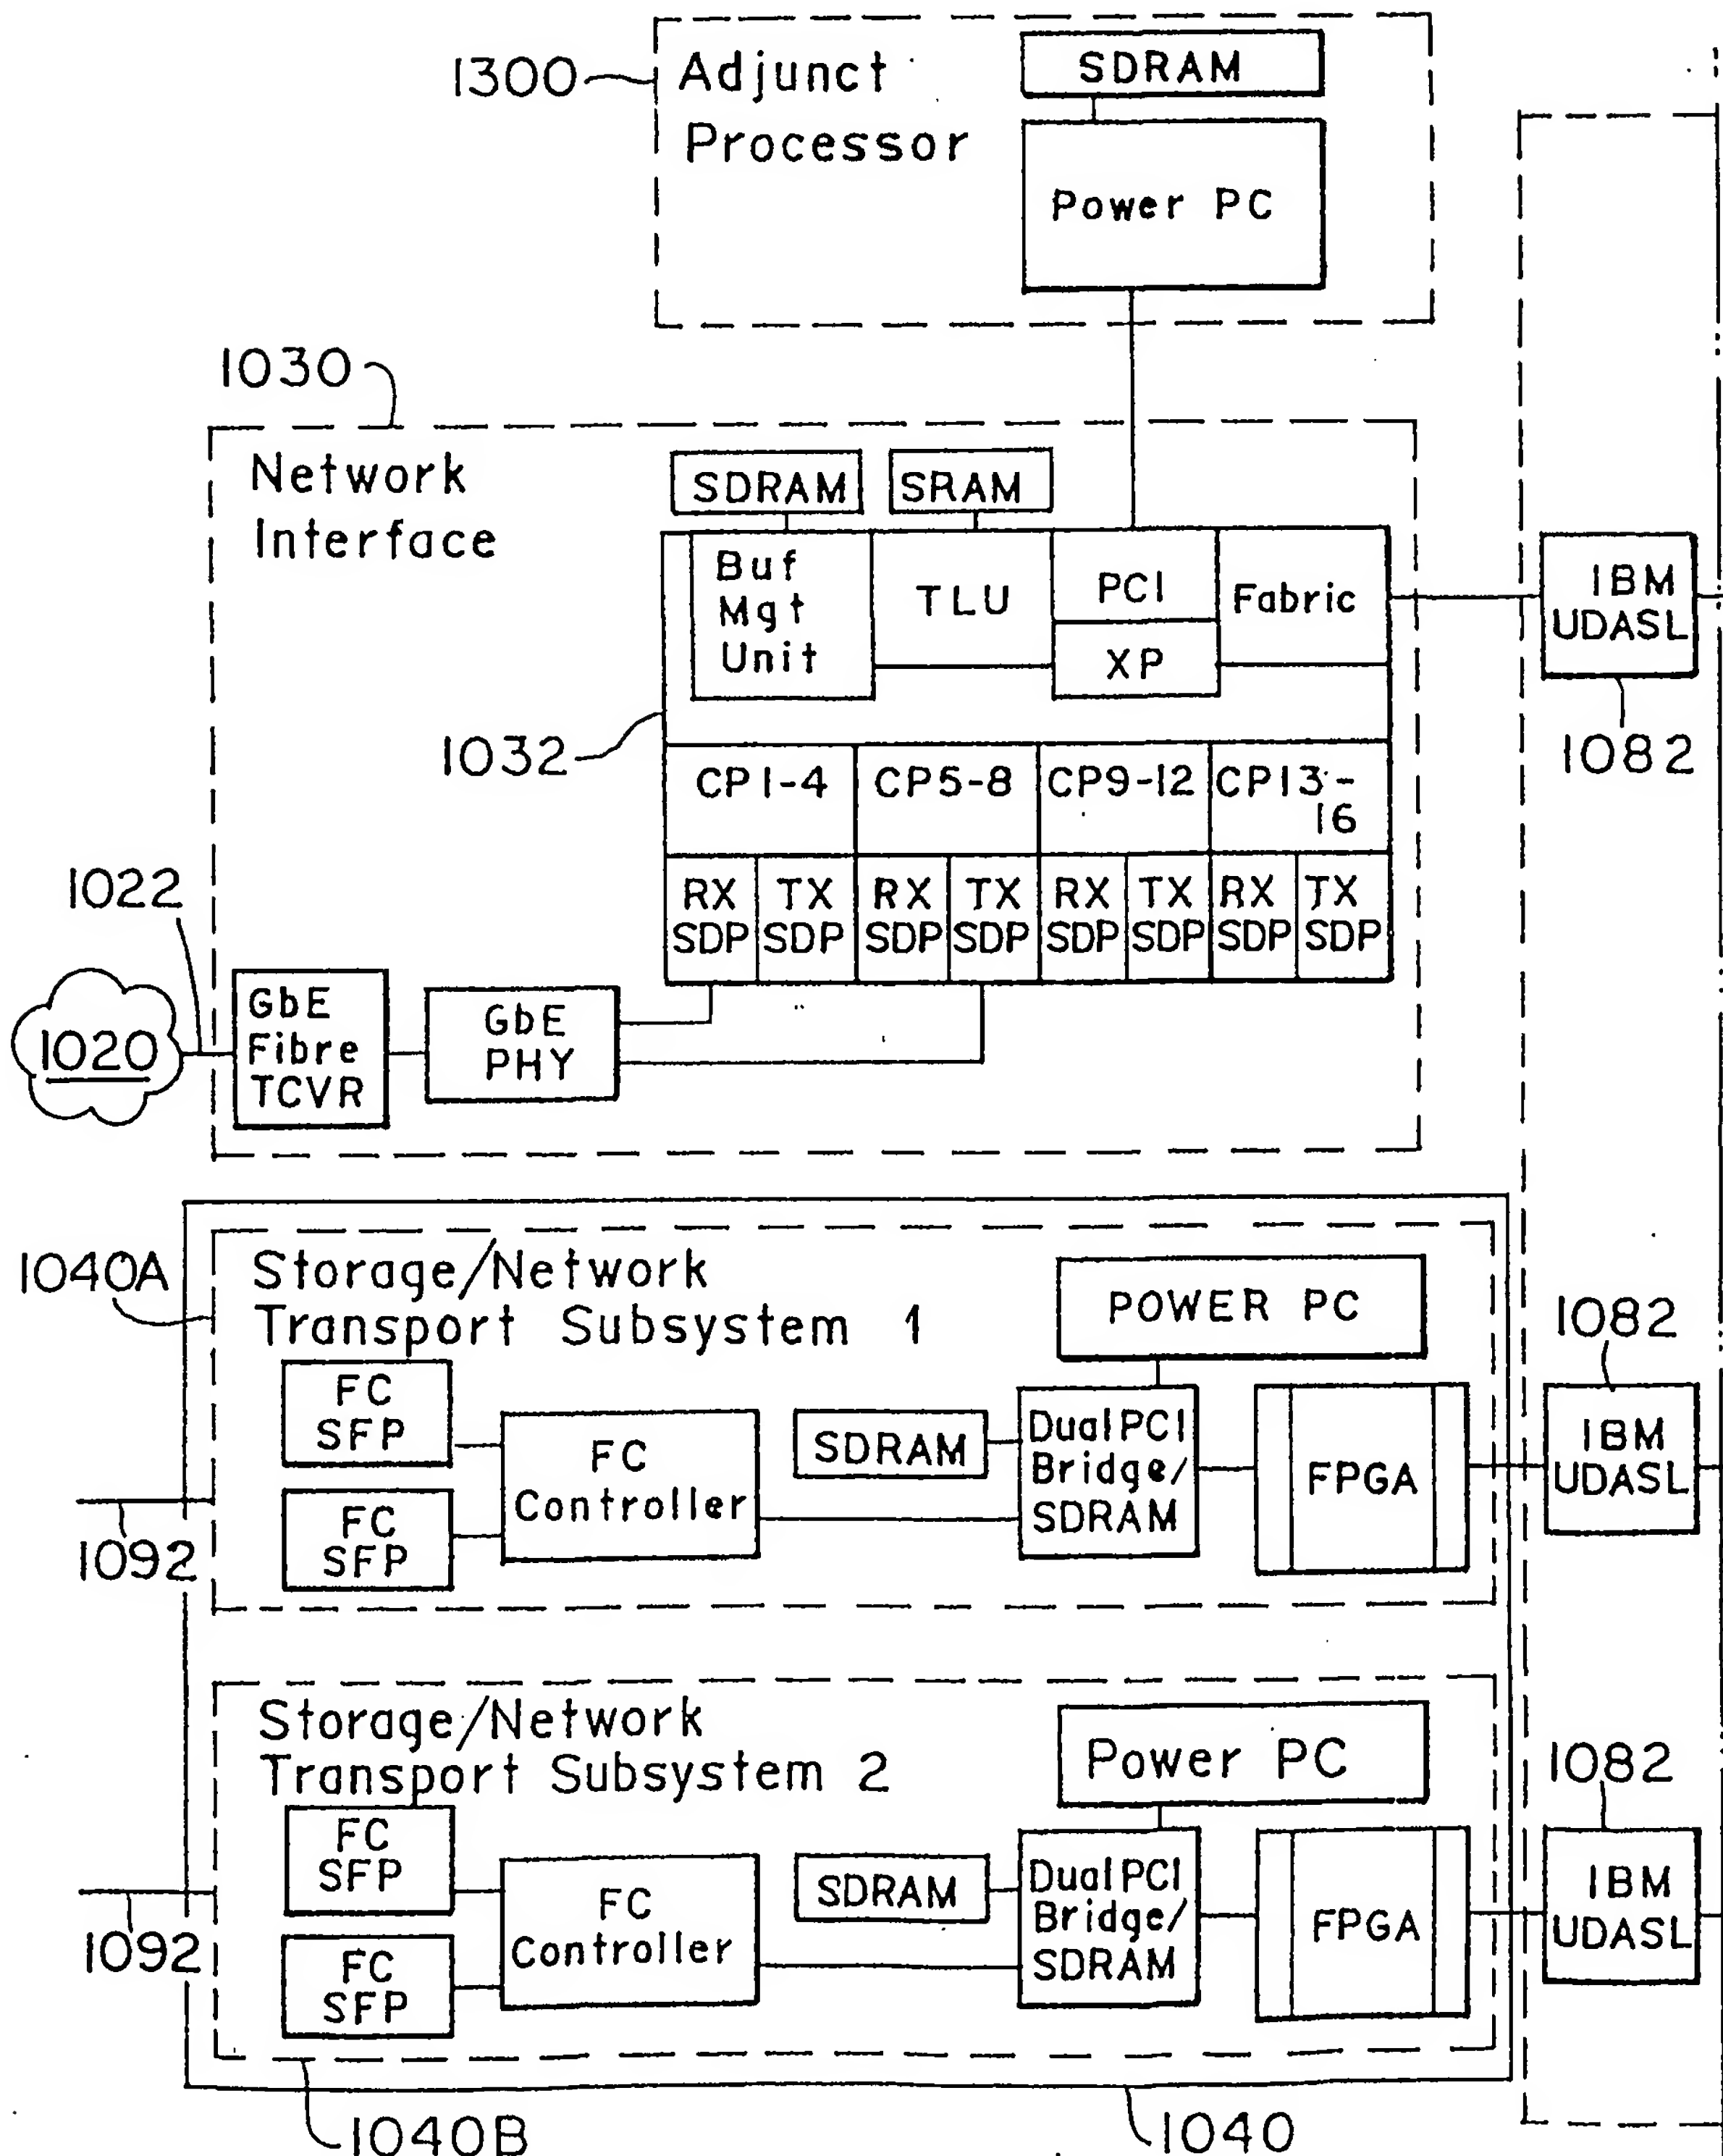 1300
Adjunct
Processor
SDRAM
Power PC
1030
Network
Interface
SDRAM
SRAM
Buf
Mgt
Unit
TLU
PCI
XP
Fabric
IBM
UDASL
1082
1032
CP1-4
CP5-8
CP9-12
CP13-
16
RX
SDP
TX
SDP
RX
SDP
TX
SDP
RX
SDP
TX
SDP
RX
SDP
TX
SDP
1022
1020
GbE
Fibre
TCVR
GbE
PHY
1040A
Storage/Network
Transport Subsystem 1
POWER PC
FC
SFP
FC
SFP
FC
Controller
SDRAM
Dual PCI
Bridge/
SDRAM
FPGA
1082
IBM
UDASL
1092
Storage/Network
Transport Subsystem 2
Power PC
FC
SFP
FC
SFP
FC
Controller
SDRAM
Dual PCI
Bridge/
SDRAM
FPGA
1082
IBM
UDASL
1092
1040B
1040